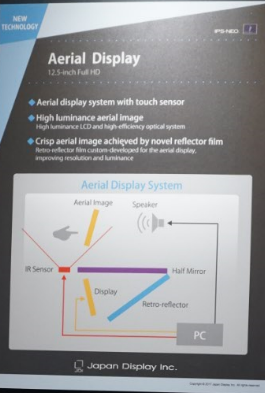 NEW
TECHNOLOGY
IPS-NEO
Aerial Display
12.5-inch Full HD
Aerial display system with touch sensor
High luminance aerial image
High luminance LCD and high-efficiency optical system
Crisp aerial image achieved by novel reflector film
Retro-reflector film custom-developed for the aerial display,
improving resolution and luminance
Aerial Display System
Aerial Image
Speaker
IR Sensor
Half Mirror
Display
Retro-reflector
PC
Japan Display Inc.